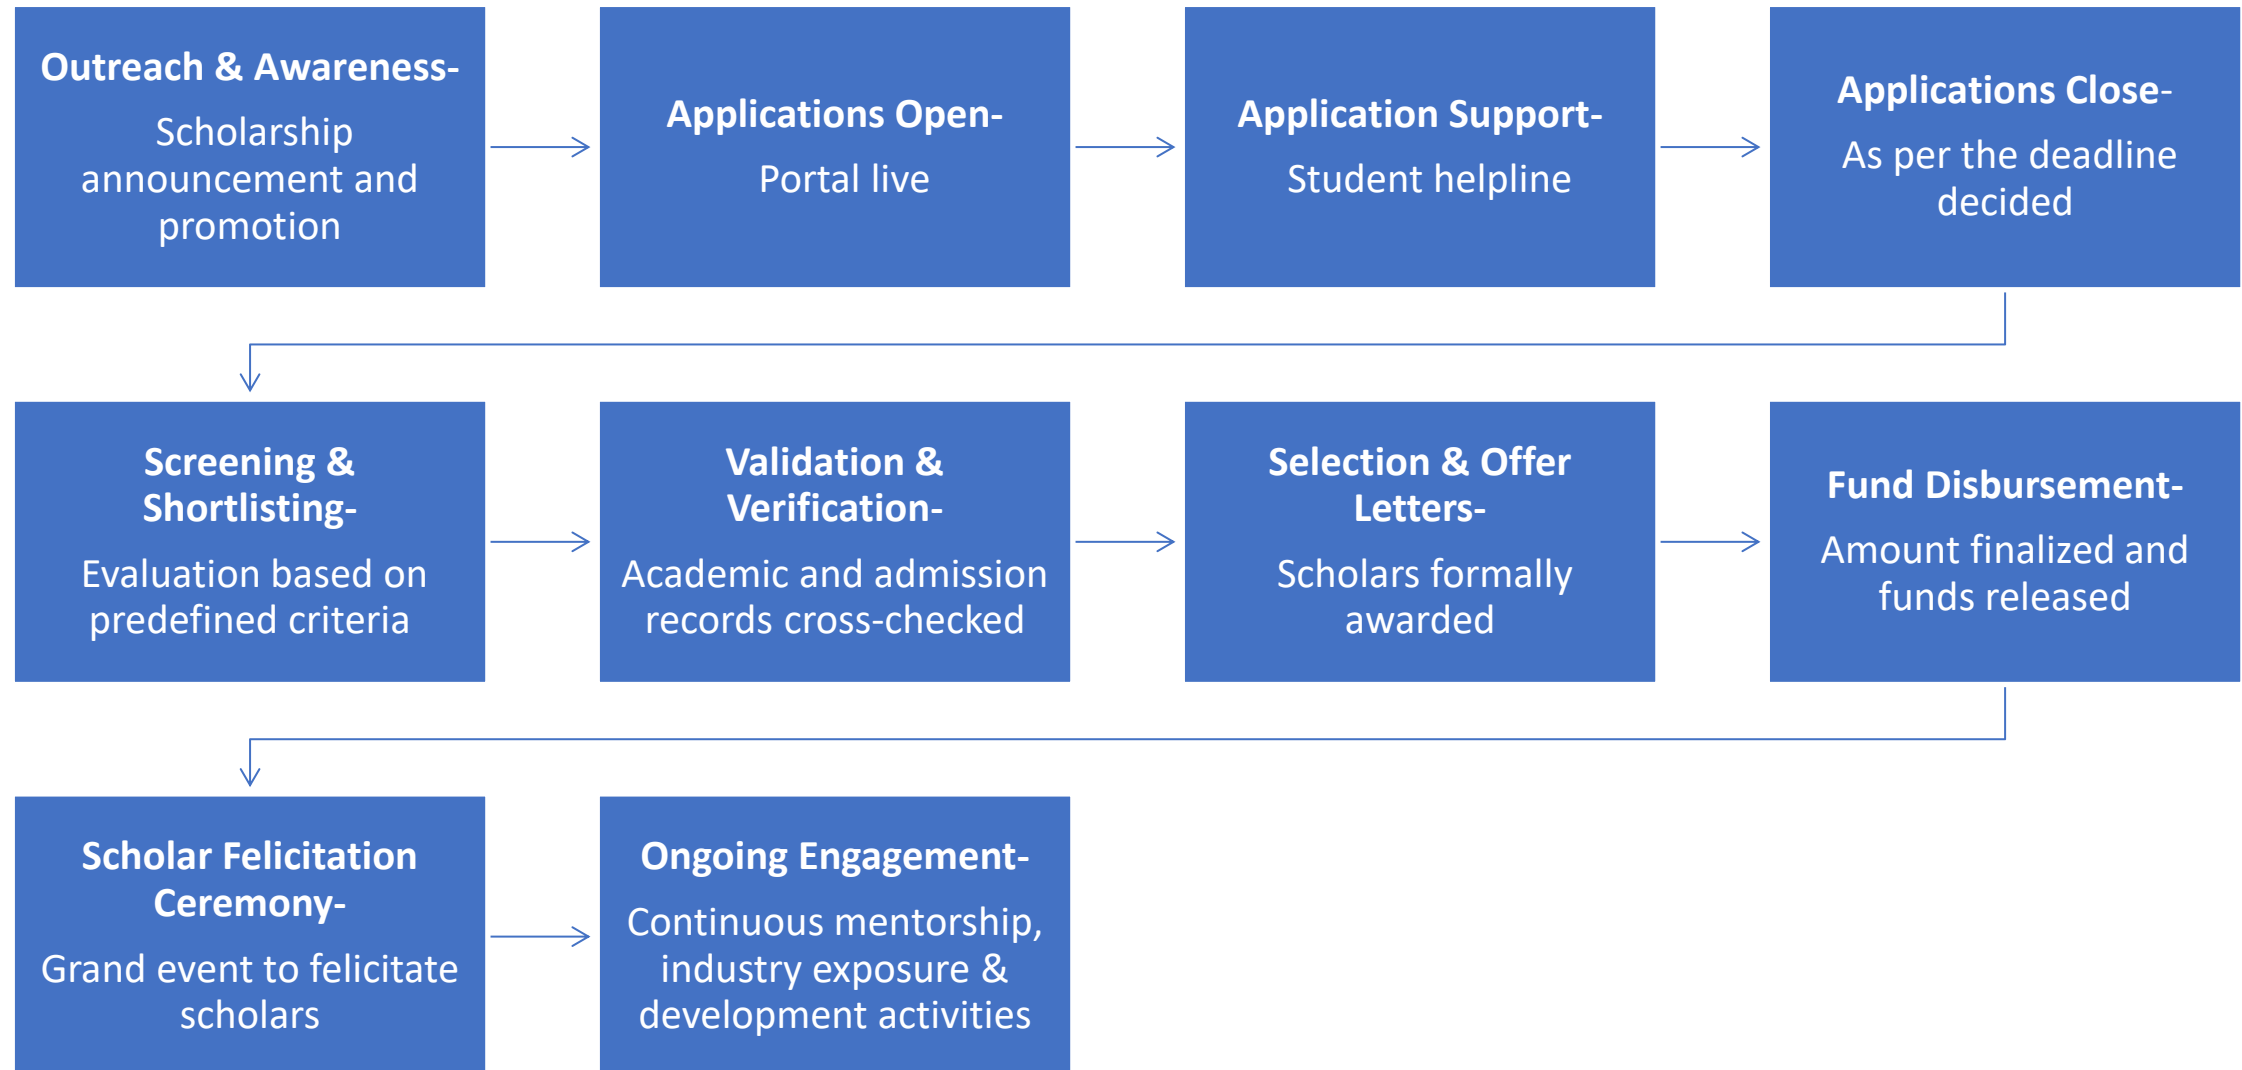 Outreach & Awareness-
Scholarship
announcement and
promotion
Applications Open-
Portal live
Application Support-
Student helpline
Applications Close-
As per the deadline
decided
Screening &
Shortlisting-
Evaluation based on
predefined criteria
Validation &
Verification-
Academic and admission
records cross-checked
Selection & Offer
Letters-
Scholars formally
awarded
Fund Disbursement-
Amount finalized and
funds released
Scholar Felicitation
Ceremony-
Grand event to felicitate
scholars
Ongoing Engagement-
Continuous mentorship,
industry exposure &
development activities